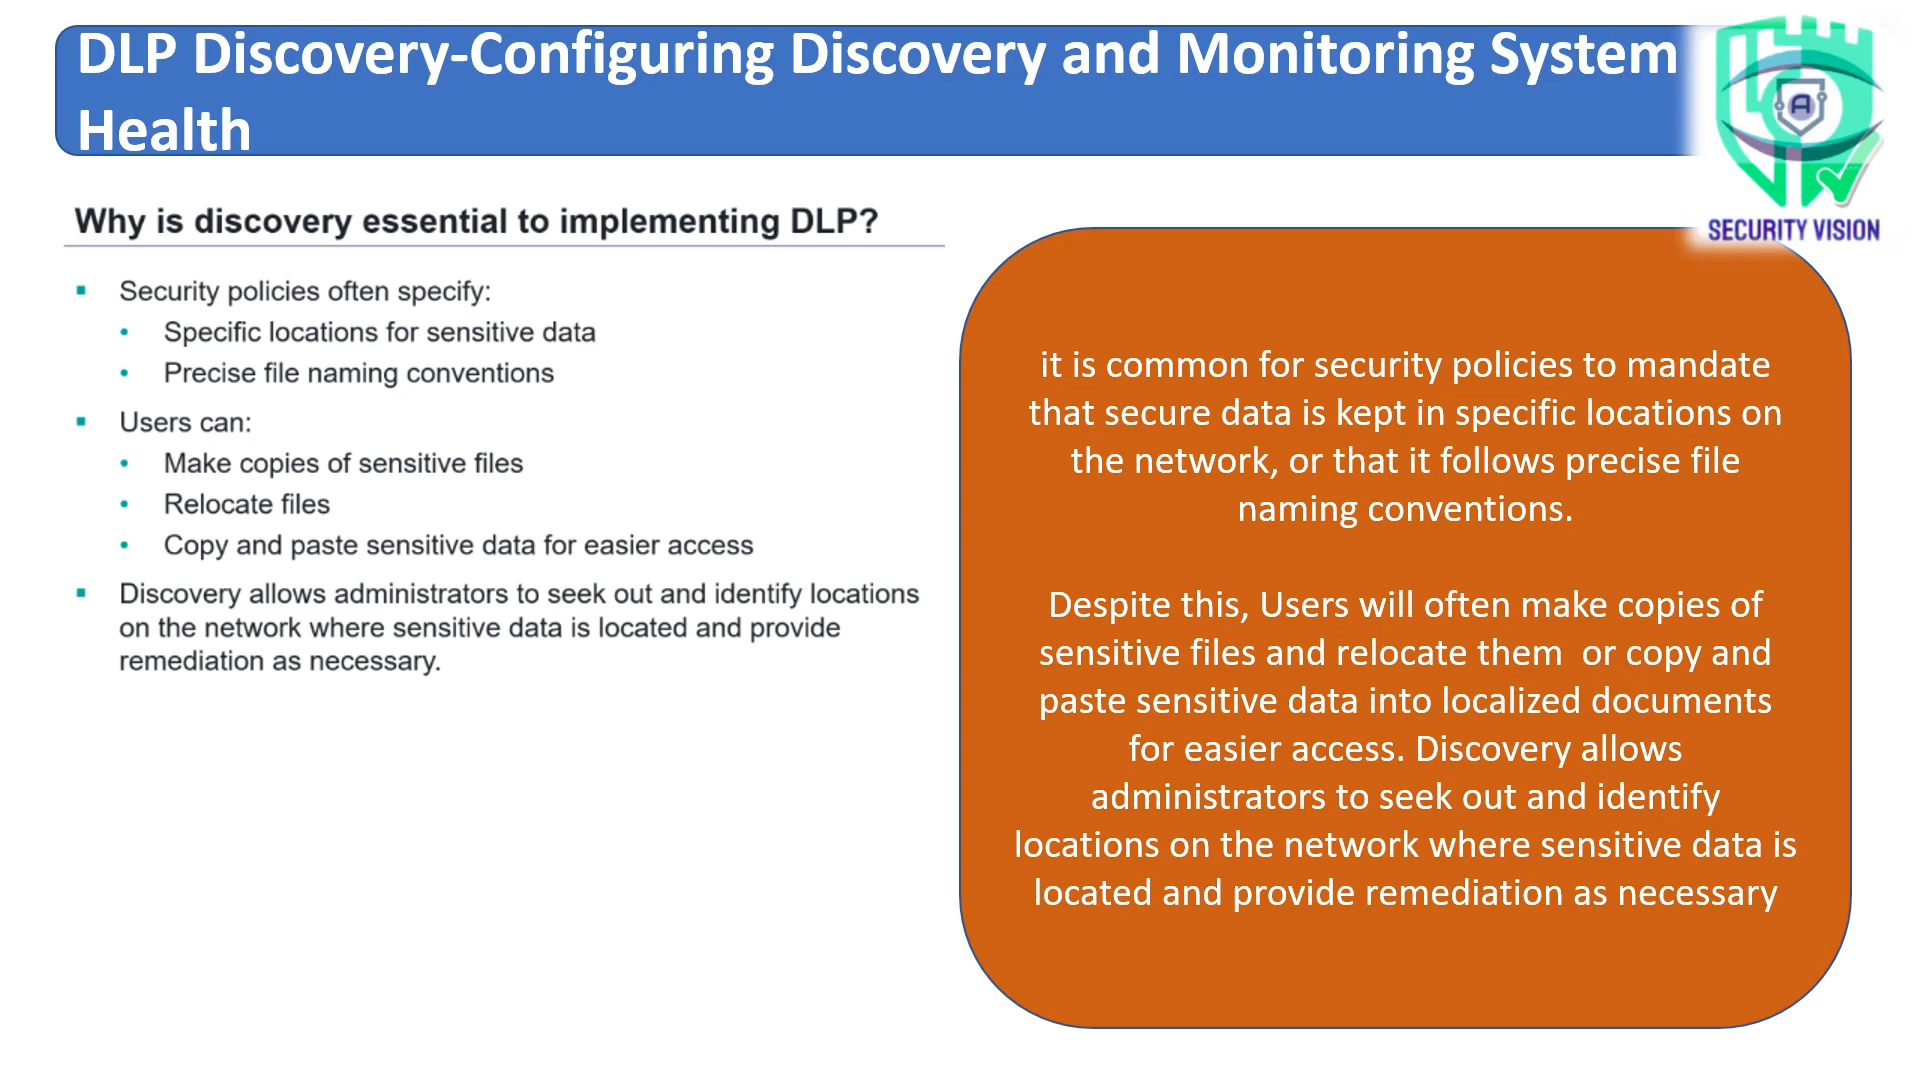 DLP Discovery-Configuring Discovery and Monitoring System
Health
A
SECURITY VISION
Why is discovery essential to implementing DLP?
▪ Security policies often specify:
• Specific locations for sensitive data
• Precise file naming conventions
▪ Users can:
• Make copies of sensitive files
• Relocate files
• Copy and paste sensitive data for easier access
▪ Discovery allows administrators to seek out and identify locations
on the network where sensitive data is located and provide
remediation as necessary.
it is common for security policies to mandate
that secure data is kept in specific locations on
the network, or that it follows precise file
naming conventions.
Despite this, Users will often make copies of
sensitive files and relocate them  or copy and
paste sensitive data into localized documents
for easier access. Discovery allows
administrators to seek out and identify
locations on the network where sensitive data is
located and provide remediation as necessary